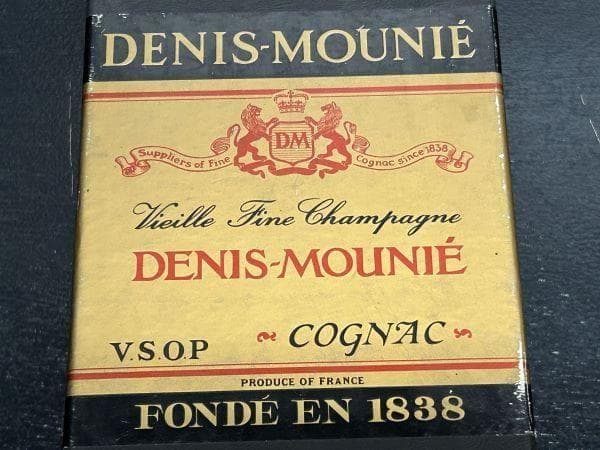 DENIS-MOUNIÉ
DM
Suppliers of Fine Cognac since 1838
Vieille Fine Champagne
DENIS-MOUNIÉ
V.S.O.P COGNAC
PRODUCE OF FRANCE
FONDÉ EN 1838